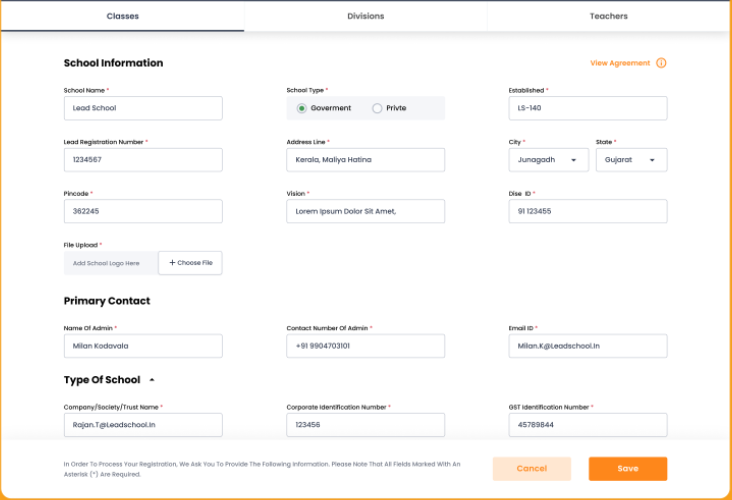 Classes Divisions Teachers
School Information View Agreement
School Name * School Type * Established *
Lead School Goverment Privte LS-140
Lead Registration Number * Address Line * City * State *
1234567 Kerala, Maliya Hatina Junagadh Gujarat
Pincode * Vision * Dise ID *
362245 Lorem Ipsum Dolor Sit Amet, 91 123455
File Upload *
Add School Logo Here + Choose File
Primary Contact
Name Of Admin * Contact Number Of Admin * Email ID *
Milan Kodavala +91 9904703101 Milan.K@Leadschool.In
Type Of School
Company/Society/Trust Name * Corporate Identification Number * GST Identification Number *
Rajan.T@Leadschool.In 123456 45789844
In Order To Process Your Registration, We Ask You To Provide The Following Information. Please Note That All Fields Marked With An
Asterisk (*) Are Required.
Cancel Save